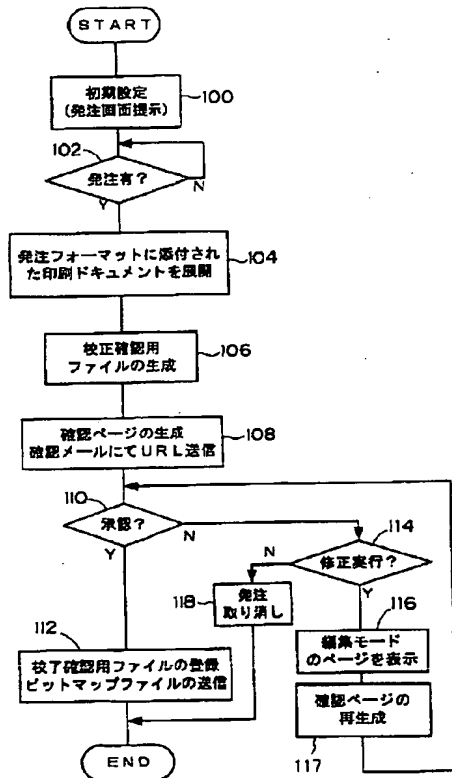 START
初期設定
(発注画面提示)
100
102
発注有?
N
Y
発注フォーマットに添付され
た印刷ドキュメントを展開
104
校正確認用
ファイルの生成
106
確認ページの生成
確認メールにてURL送信
108
110
承認?
N
Y
114
修正実行?
N
Y
118
発注
取り消し
116
編集モード
のページを表示
112
校了確認用ファイルの登録
ビットマップファイルの送信
確認ページの
再生成
117
END